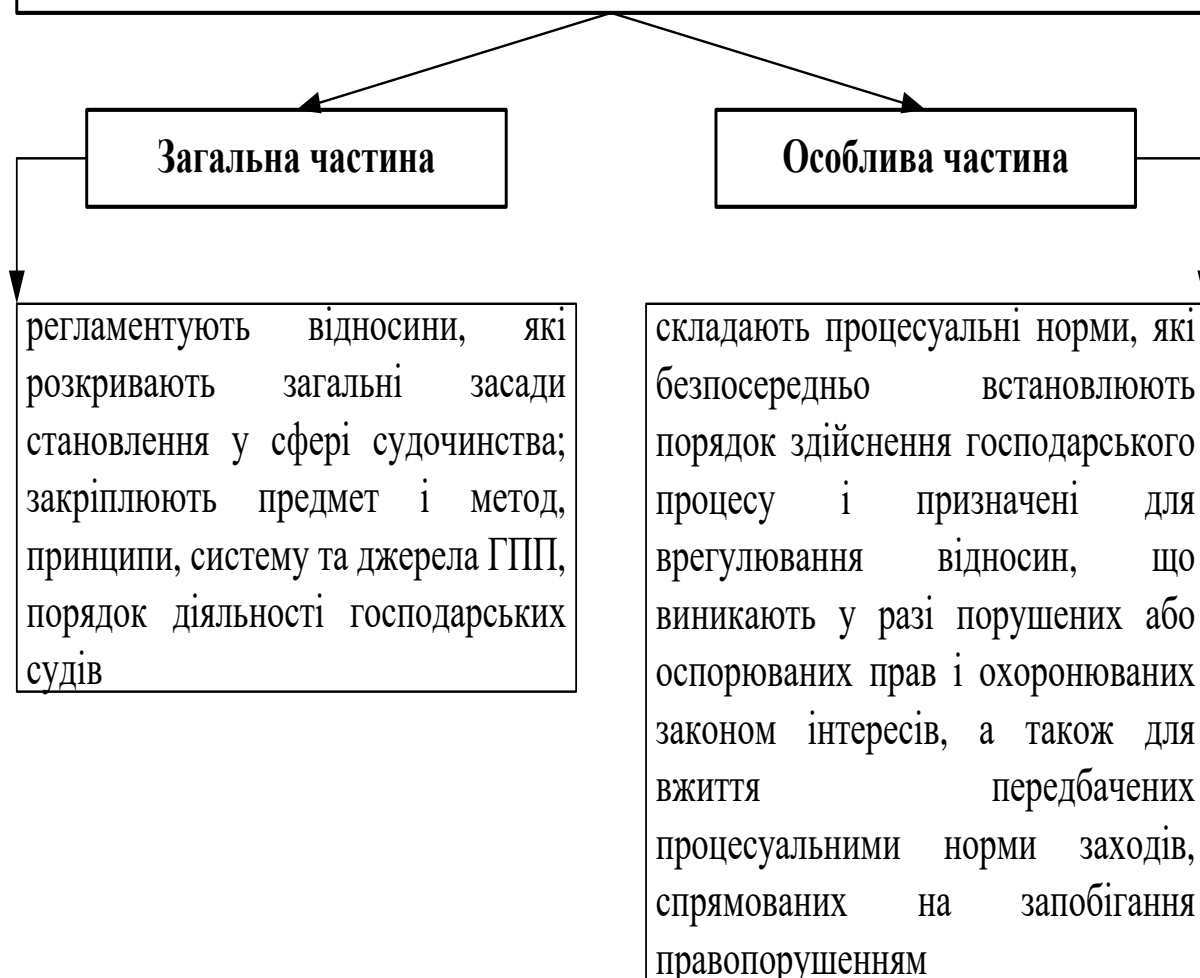 Загальна частина
Особлива частина
регламентують відносини, які
розкривають загальні засади
становлення у сфері судочинства;
закріплюють предмет і метод,
принципи, систему та джерела ГПП,
порядок діяльності господарських
судів
складають процесуальні норми, які
безпосередньо встановлюють
порядок здійснення господарського
процесу і призначені для
врегулювання відносин, що
виникають у разі порушених або
оспорюваних прав і охоронюваних
законом інтересів, а також для
вжиття передбачених
процесуальними норми заходів,
спрямованих на запобігання
правопорушенням